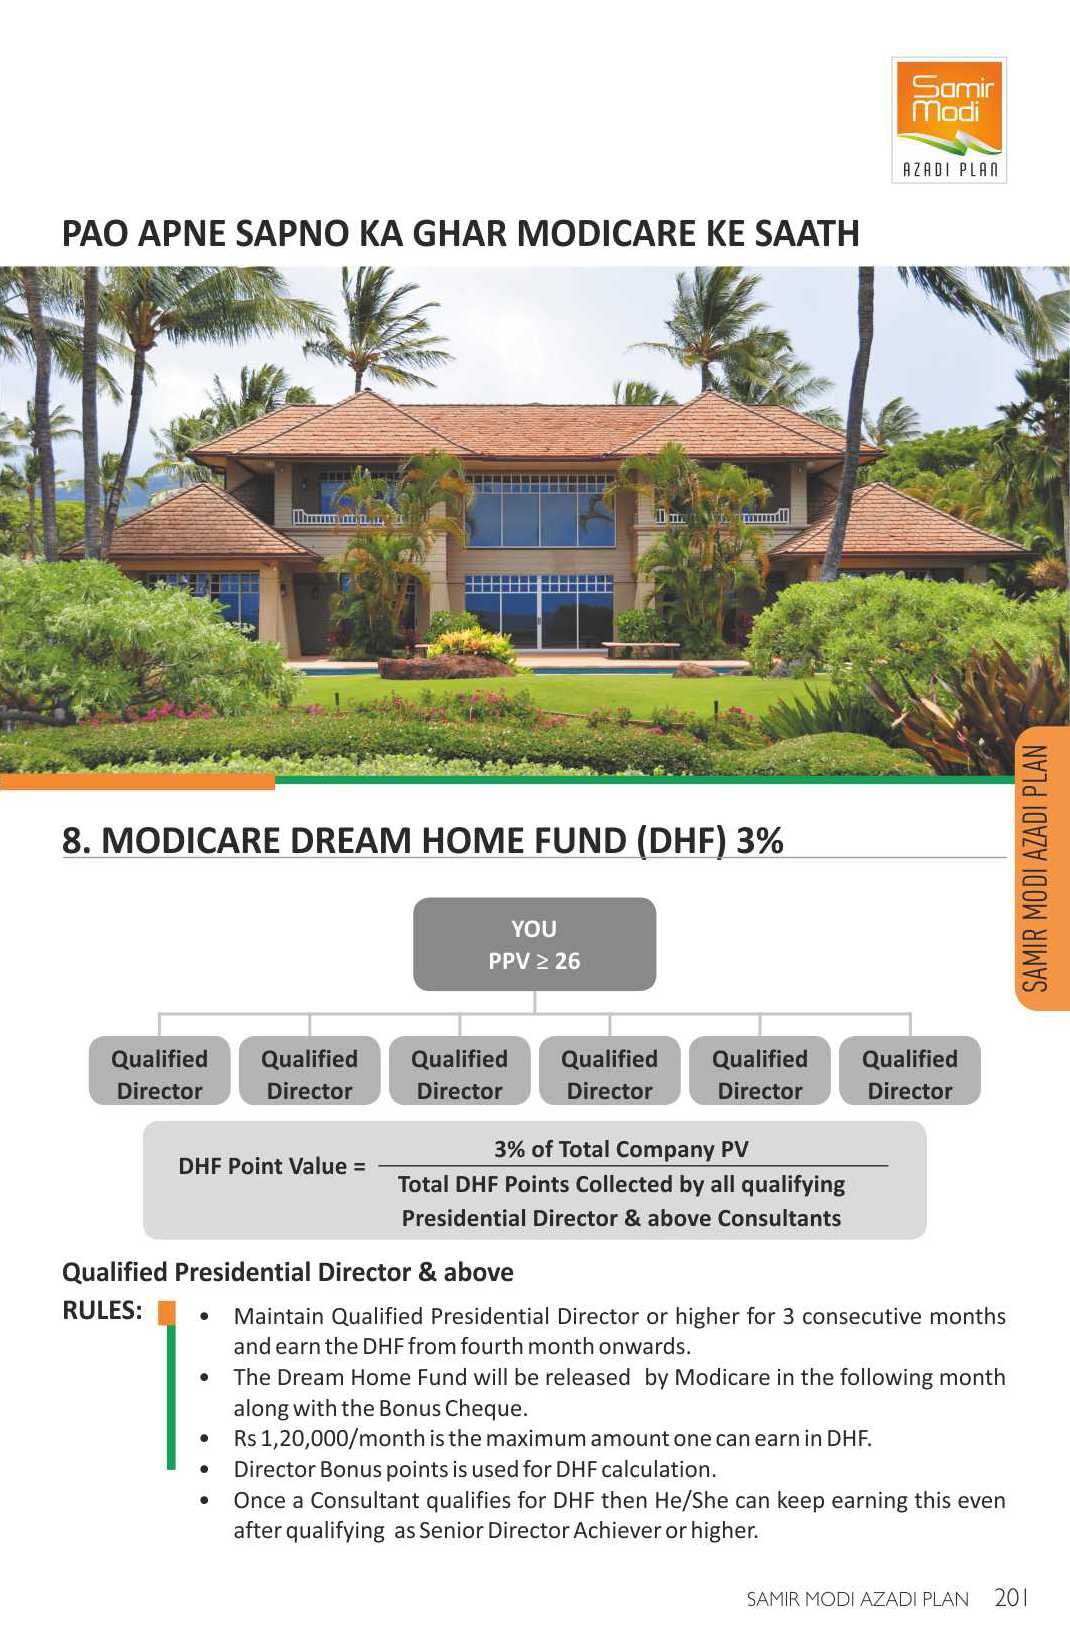 Samir
Modi
AZADI PLAN
PAO APNE SAPNO KA GHAR MODICARE KE SAATH
SAMIR MODI AZADI PLAN
8. MODICARE DREAM HOME FUND (DHF) 3%
YOU
PPV ≥ 26
Qualified Director
Qualified Director
Qualified Director
Qualified Director
Qualified Director
Qualified Director
DHF Point Value =
3% of Total Company PV
Total DHF Points Collected by all qualifying
Presidential Director & above Consultants
Qualified Presidential Director & above
RULES:
• Maintain Qualified Presidential Director or higher for 3 consecutive months
and earn the DHF from fourth month onwards.
• The Dream Home Fund will be released by Modicare in the following month
along with the Bonus Cheque.
• Rs 1,20,000/month is the maximum amount one can earn in DHF.
• Director Bonus points is used for DHF calculation.
• Once a Consultant qualifies for DHF then He/She can keep earning this even
after qualifying as Senior Director Achiever or higher.
SAMIR MODI AZADI PLAN 201